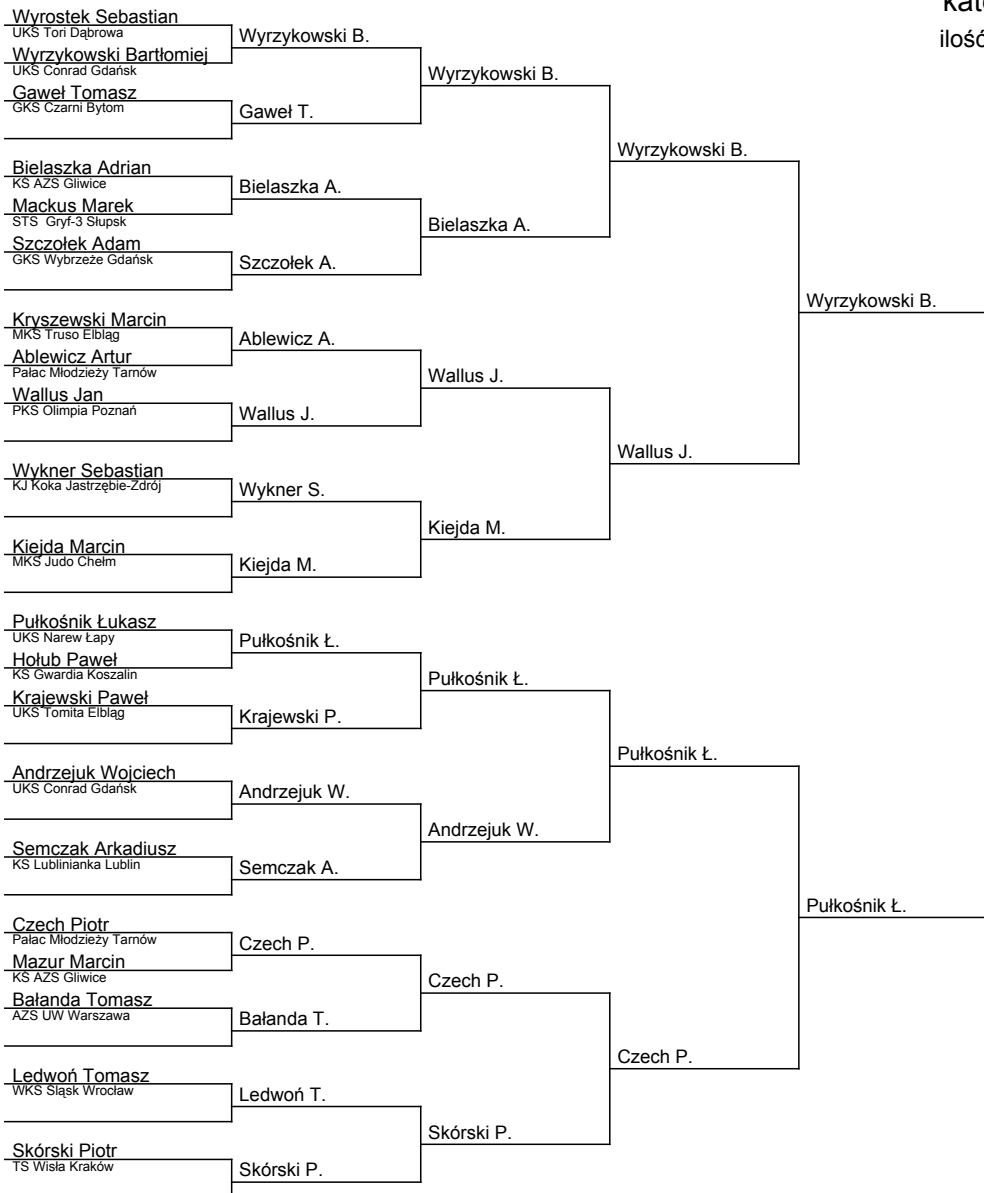 kate
ilość
Wyrostek Sebastian
UKS Tori Dąbrowa
Wyrzykowski Bartłomiej
UKS Conrad Gdańsk
Gaweł Tomasz
GKS Czarni Bytom
Bielaszka Adrian
KS AZS Gliwice
Mackus Marek
STS Gryf-3 Słupsk
Szczołek Adam
GKS Wybrzeże Gdańsk
Kryszewski Marcin
MKS Truso Elbląg
Ablewicz Artur
Pałac Młodzieży Tarnów
Wallus Jan
PKS Olimpia Poznań
Wykner Sebastian
KJ Koka Jastrzębie-Zdrój
Kiejda Marcin
MKS Judo Chełm
Pułkośnik Łukasz
UKS Narew Łapy
Hołub Paweł
KS Gwardia Koszalin
Krajewski Paweł
UKS Tomita Elbląg
Andrzejuk Wojciech
UKS Conrad Gdańsk
Semczak Arkadiusz
KS Lublinianka Lublin
Czech Piotr
Pałac Młodzieży Tarnów
Mazur Marcin
KS AZS Gliwice
Bałanda Tomasz
AZS UW Warszawa
Ledwoń Tomasz
WKS Śląsk Wrocław
Skórski Piotr
TS Wisła Kraków
Wyrzykowski B.
Gaweł T.
Bielaszka A.
Szczołek A.
Ablewicz A.
Wallus J.
Wykner S.
Kiejda M.
Pułkośnik Ł.
Krajewski P.
Andrzejuk W.
Semczak A.
Czech P.
Bałanda T.
Ledwoń T.
Skórski P.
Wyrzykowski B.
Bielaszka A.
Wallus J.
Kiejda M.
Pułkośnik Ł.
Andrzejuk W.
Czech P.
Skórski P.
Wyrzykowski B.
Wallus J.
Pułkośnik Ł.
Czech P.
Wyrzykowski B.
Pułkośnik Ł.